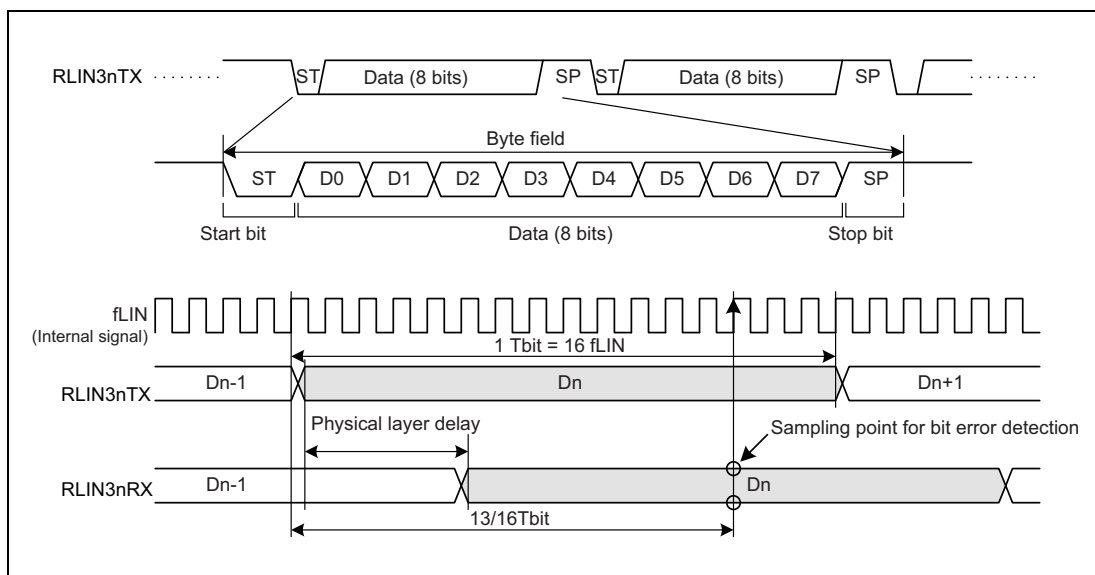 RLIN3nTX
ST Data (8 bits) SP ST Data (8 bits) SP
Byte field
ST D0 D1 D2 D3 D4 D5 D6 D7 SP
Start bit Data (8 bits) Stop bit
fLIN
(Internal signal)
1 Tbit = 16 fLIN
RLIN3nTX Dn-1 Dn Dn+1
Physical layer delay
Sampling point for bit error detection
RLIN3nRX Dn-1 Dn
13/16Tbit